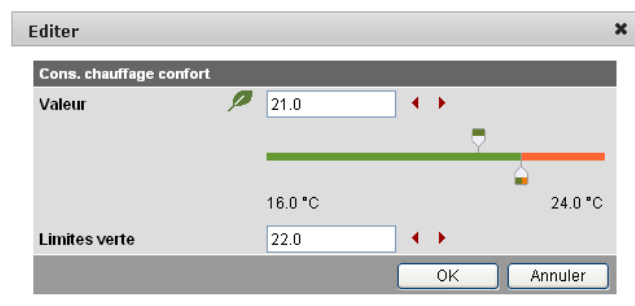 Editer
Cons. chauffage confort
Valeur 21.0
16.0 °C 24.0 °C
Limites verte 22.0
OK Annuler